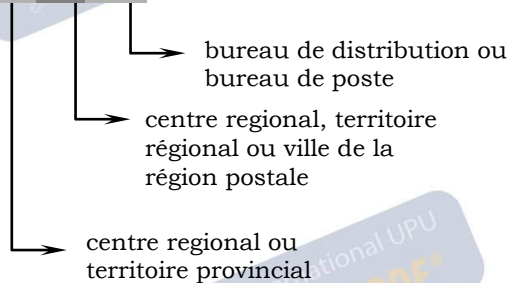 bureau de distribution ou
bureau de poste
centre regional, territoire
régional ou ville de la
région postale
centre regional ou
territoire provincial
UPU